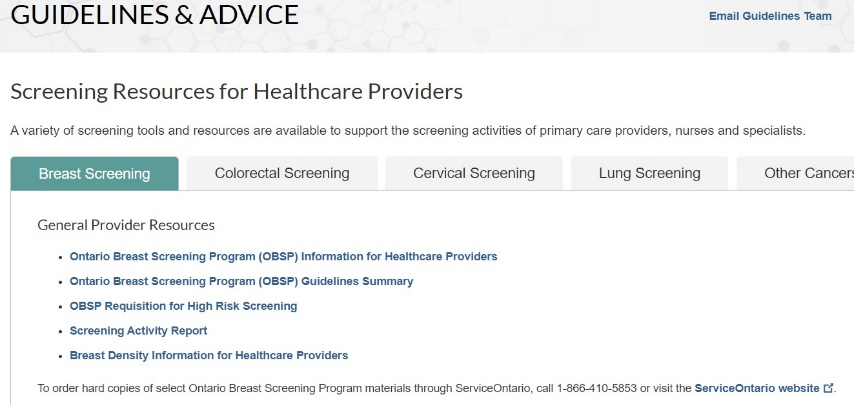 GUIDELINES & ADVICE
Email Guidelines Team
Screening Resources for Healthcare Providers
A variety of screening tools and resources are available to support the screening activities of primary care providers, nurses and specialists.
Breast Screening
Colorectal Screening
Cervical Screening
Lung Screening
Other Cancers
General Provider Resources
• Ontario Breast Screening Program (OBSP) Information for Healthcare Providers
• Ontario Breast Screening Program (OBSP) Guidelines Summary
• OBSP Requisition for High Risk Screening
• Screening Activity Report
• Breast Density Information for Healthcare Providers
To order hard copies of select Ontario Breast Screening Program materials through ServiceOntario, call 1-866-410-5853 or visit the ServiceOntario website.